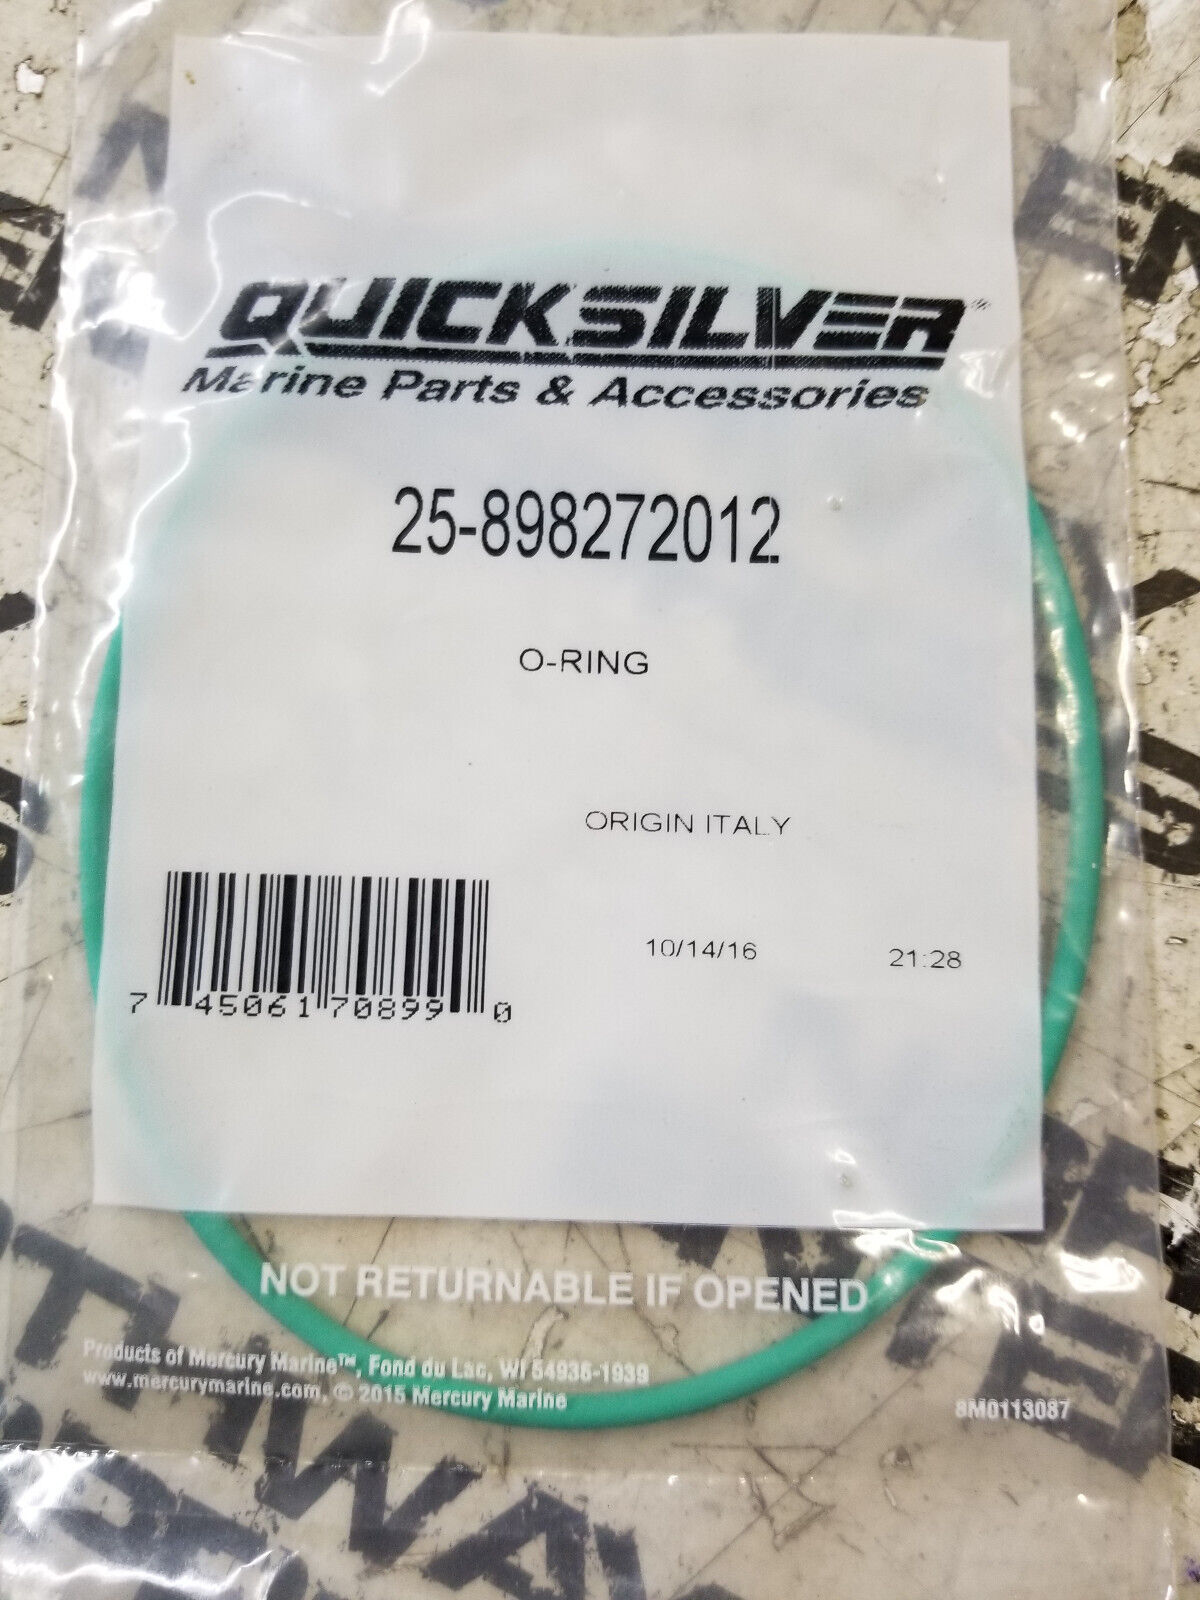 QUICKSILVER®
Marine Parts & Accessories
25-898272012
O-RING
ORIGIN ITALY
10/14/16 21:28
7 45061 70899 0
NOT RETURNABLE IF OPENED
Products of Mercury Marine™, Fond du Lac, WI 54936-1939
www.mercurymarine.com, © 2015 Mercury Marine
8M0113087